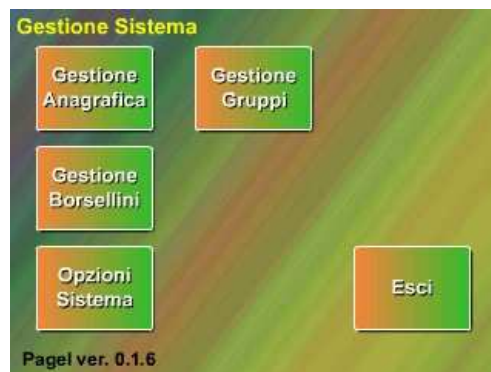 Gestione Sistema
Gestione
Anagrafica
Gestione
Gruppi
Gestione
Borsellini
Opzioni
Sistema
Esci
Pagel ver. 0.1.6